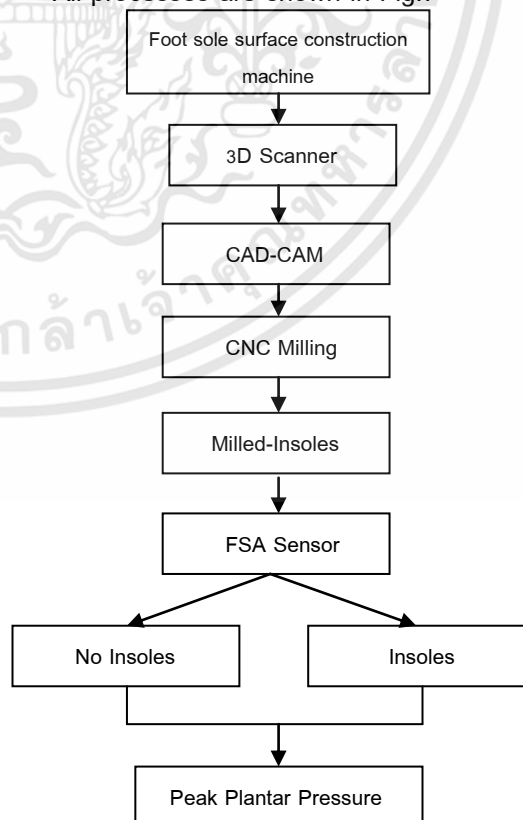 All processes are shown in Fig.
Foot sole surface construction
machine
3D Scanner
CAD-CAM
CNC Milling
Milled-Insoles
FSA Sensor
No Insoles
Insoles
Peak Plantar Pressure